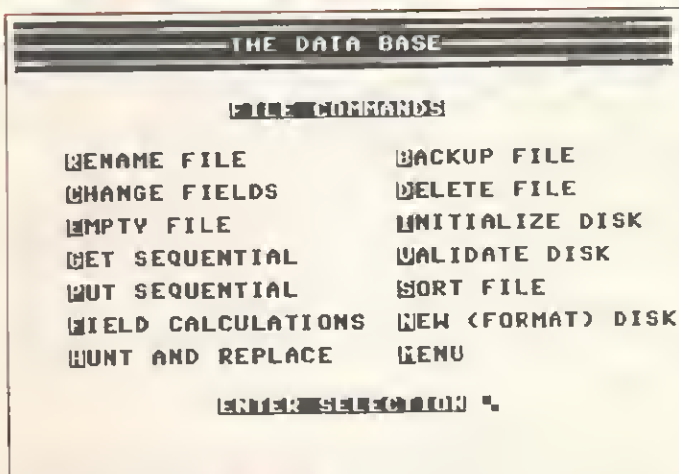 THE DATA BASE
FILE COMMANDS
RENAME FILE
CHANGE FIELDS
EMPTY FILE
GET SEQUENTIAL
PUT SEQUENTIAL
FIELD CALCULATIONS
HUNT AND REPLACE
BACKUP FILE
DELETE FILE
INITIALIZE DISK
VALIDATE DISK
SORT FILE
NEW (FORMAT) DISK
MENU
ENTER SELECTION